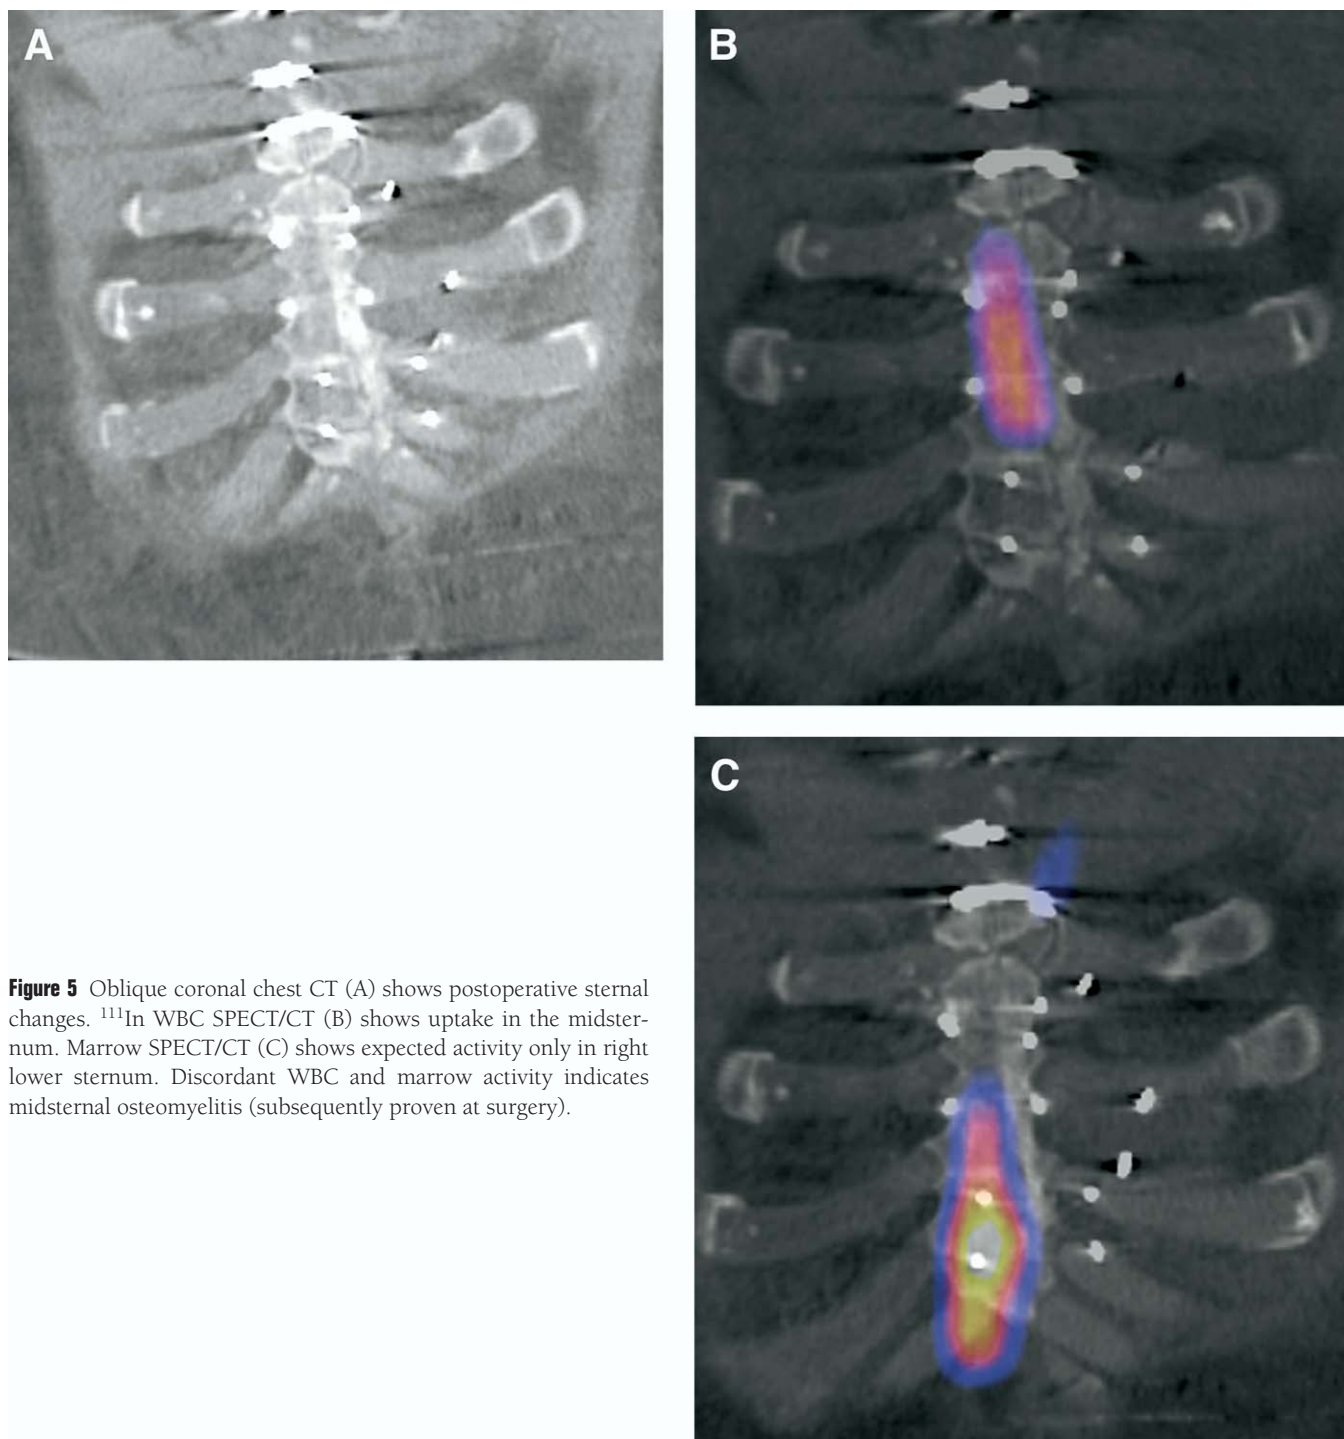 A
B
C
Figure 5 Oblique coronal chest CT (A) shows postoperative sternal
changes. ¹¹¹In WBC SPECT/CT (B) shows uptake in the midster-
num. Marrow SPECT/CT (C) shows expected activity only in right
lower sternum. Discordant WBC and marrow activity indicates
midsternal osteomyelitis (subsequently proven at surgery).